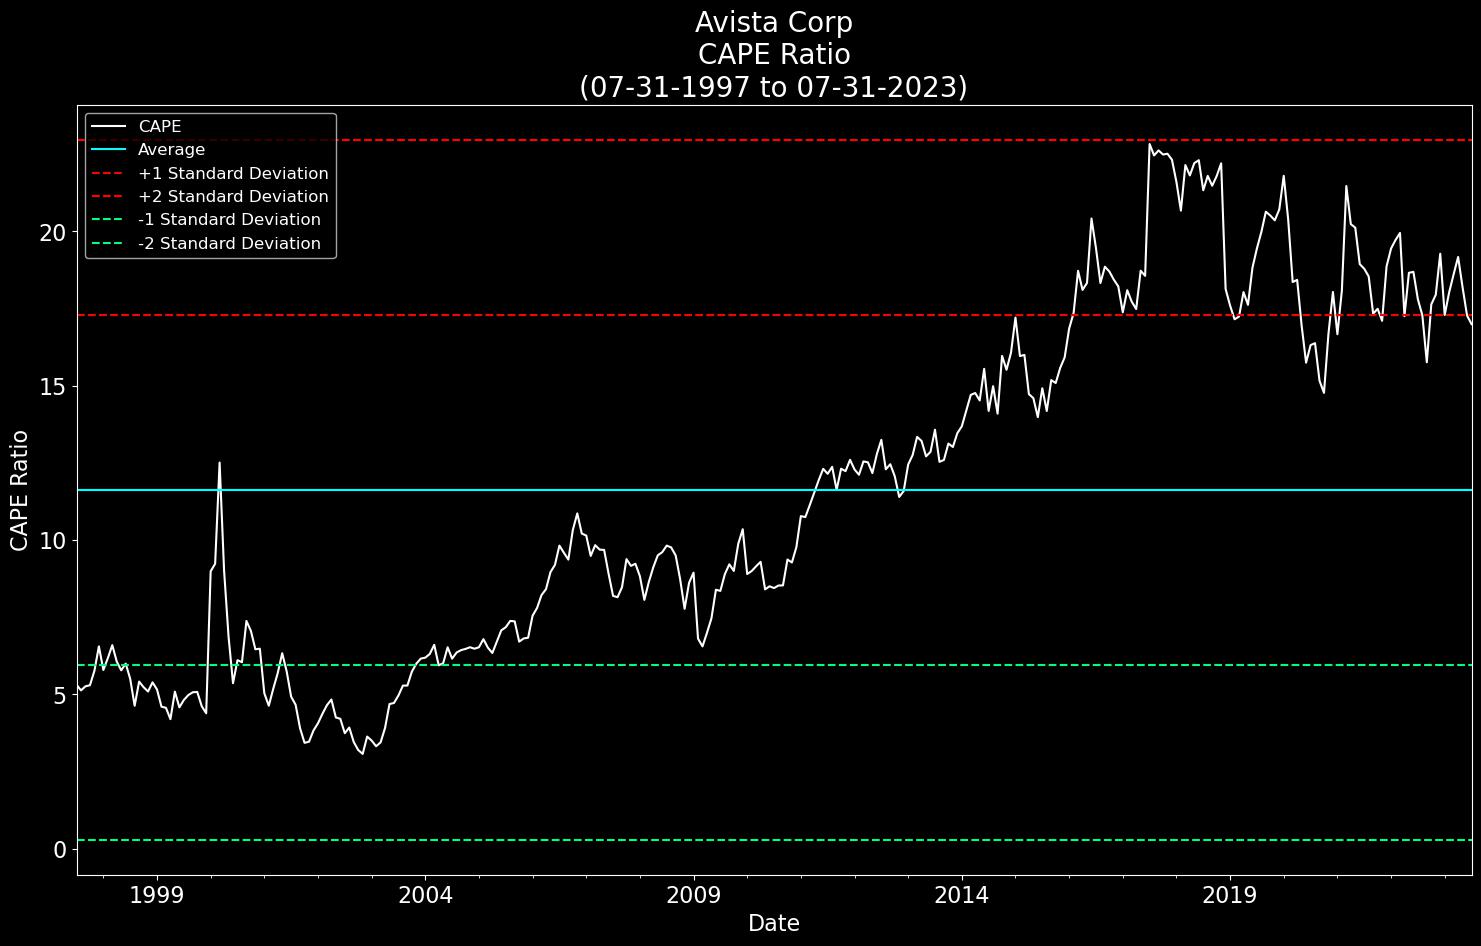 Avista Corp
CAPE Ratio
(07-31-1997 to 07-31-2023)
CAPE
Average
+1 Standard Deviation
+2 Standard Deviation
-1 Standard Deviation
-2 Standard Deviation
CAPE Ratio
20
15
10
5
0
1999
2004
2009
2014
2019
Date